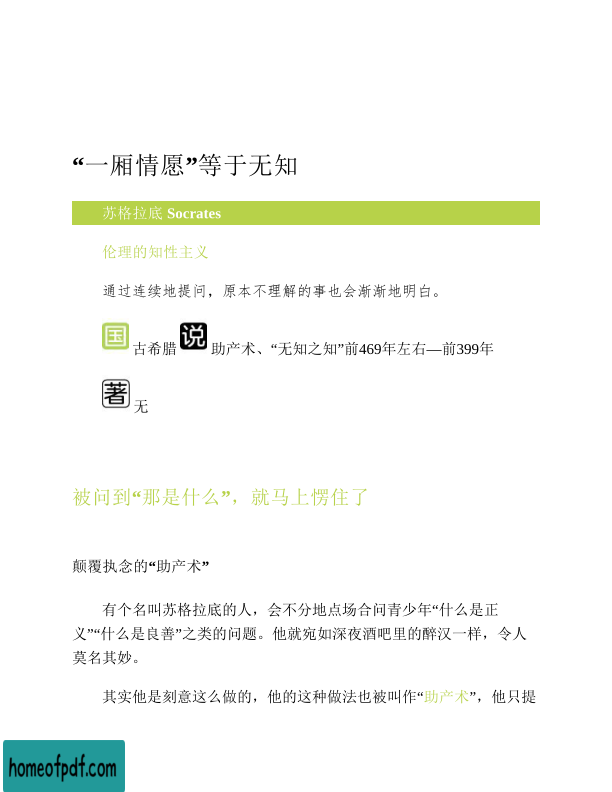 “一厢情愿”等于无知
苏格拉底 Socrates
伦理的知性主义
通过连续地提问，原本不理解的事也会渐渐地明白。
国 古希腊 说 助产术、“无知之知”前469年左右—前399年
著 无
被问到“那是什么”，就马上愣住了
颠覆执念的“助产术”
有个名叫苏格拉底的人，会不分地点场合问青少年“什么是正
义”“什么是良善”之类的问题。他就宛如深夜酒吧里的醉汉一样，令人
莫名其妙。
其实他是刻意这么做的，他的这种做法也被叫作“助产术”，他只提
homeofpdf.com